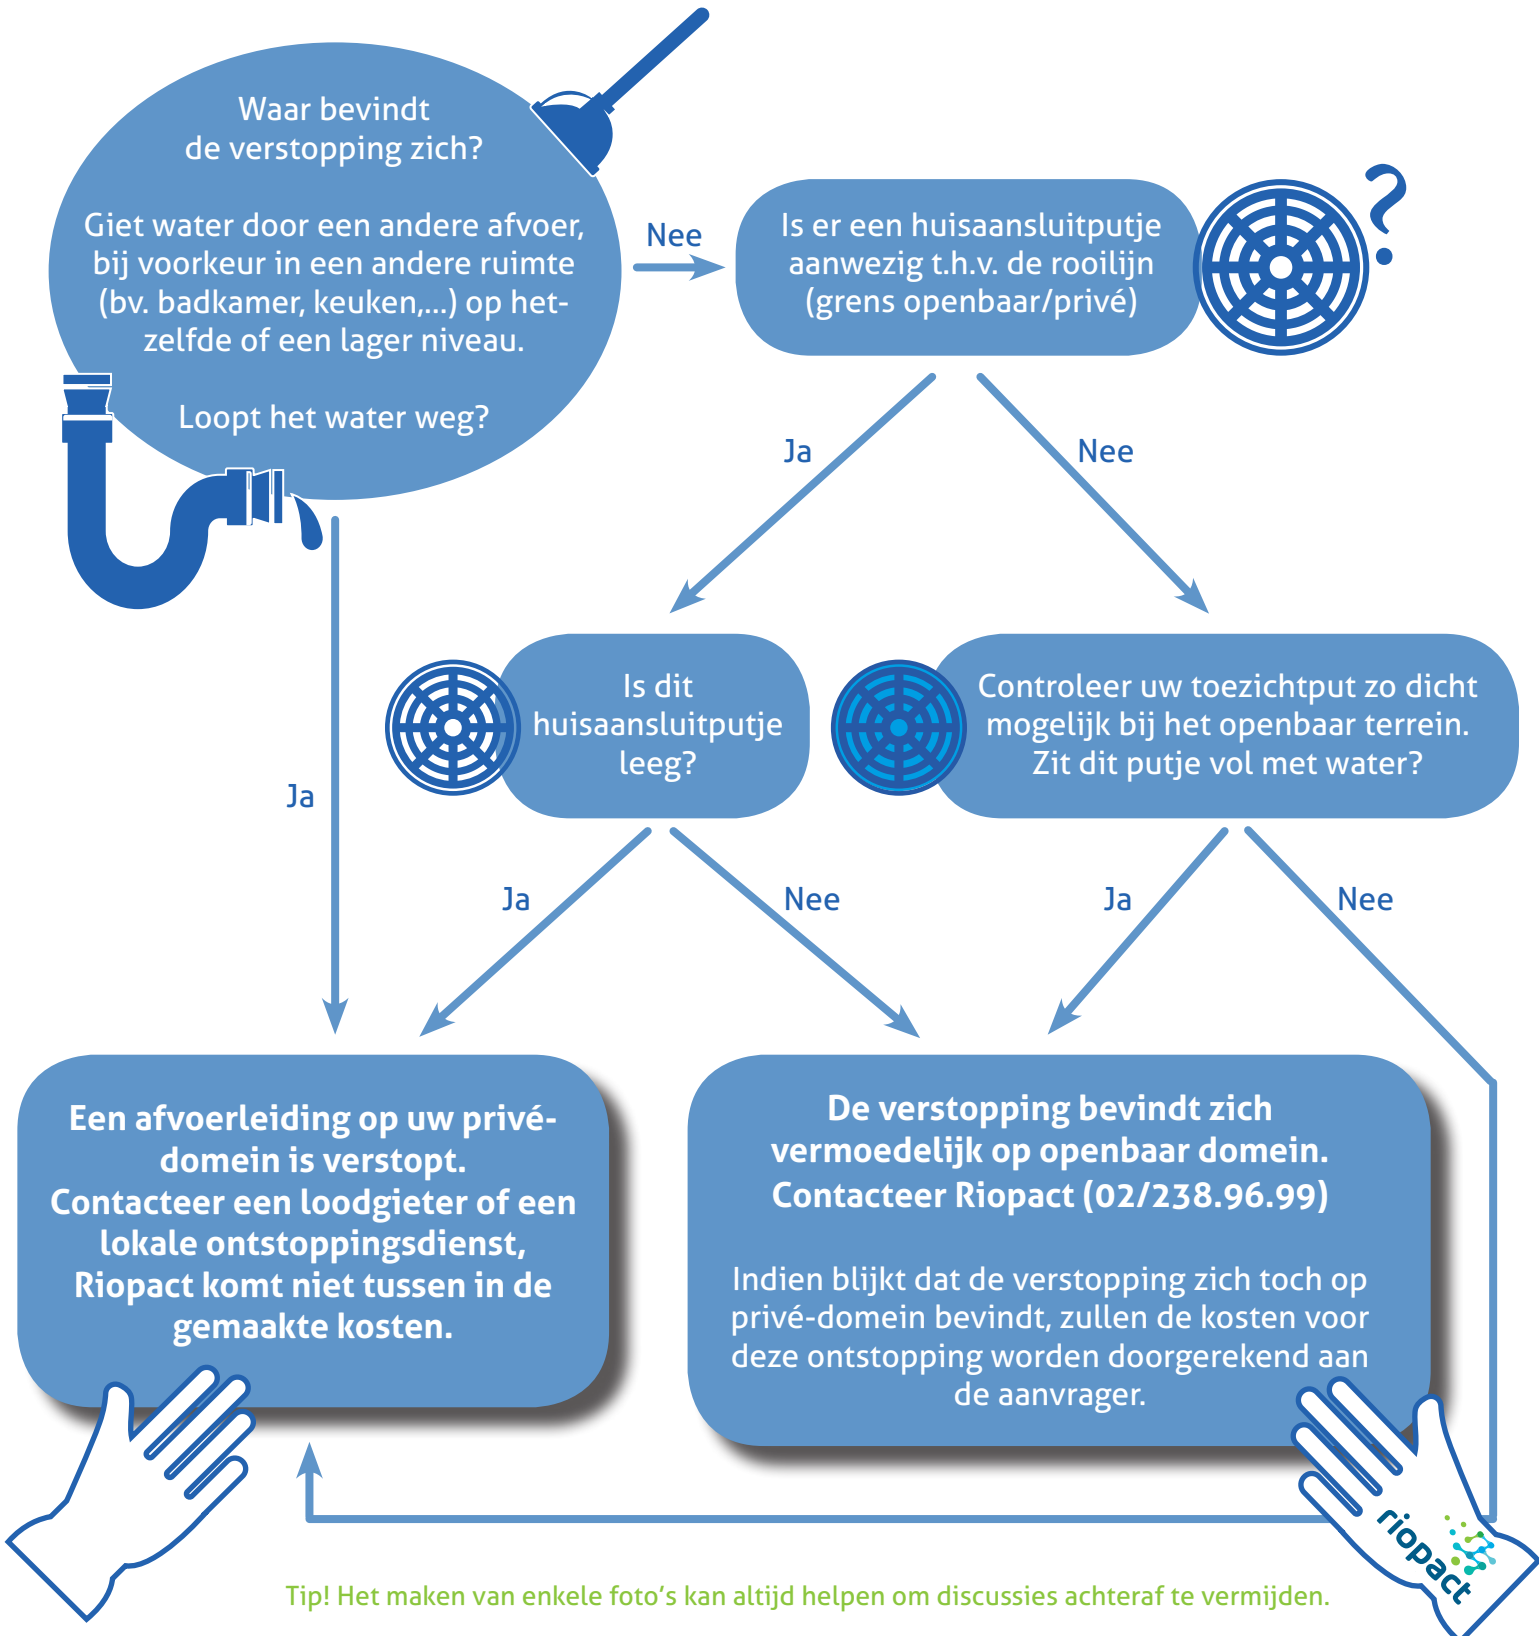 Waar bevindt
de verstopping zich?
Giet water door een andere afvoer,
bij voorkeur in een andere ruimte
(bv. badkamer, keuken,...) op het-
zelfde of een lager niveau.
Loopt het water weg?
Nee
Is er een huisaansluitputje
aanwezig t.h.v. de rooilijn
(grens openbaar/privé)
?
Ja
Nee
Is dit
huisaansluitputje
leeg?
Controleer uw toezichtput zo dicht
mogelijk bij het openbaar terrein.
Zit dit putje vol met water?
Ja
Ja
Nee
Ja
Nee
Een afvoerleiding op uw privé-
domein is verstopt.
Contacteer een loodgieter of een
lokale ontstoppingsdienst,
Riopact komt niet tussen in de
gemaakte kosten.
De verstopping bevindt zich
vermoedelijk op openbaar domein.
Contacteer Riopact (02/238.96.99)
Indien blijkt dat de verstopping zich toch op
privé-domein bevindt, zullen de kosten voor
deze ontstopping worden doorgerekend aan
de aanvrager.
riopact
Tip! Het maken van enkele foto's kan altijd helpen om discussies achteraf te vermijden.